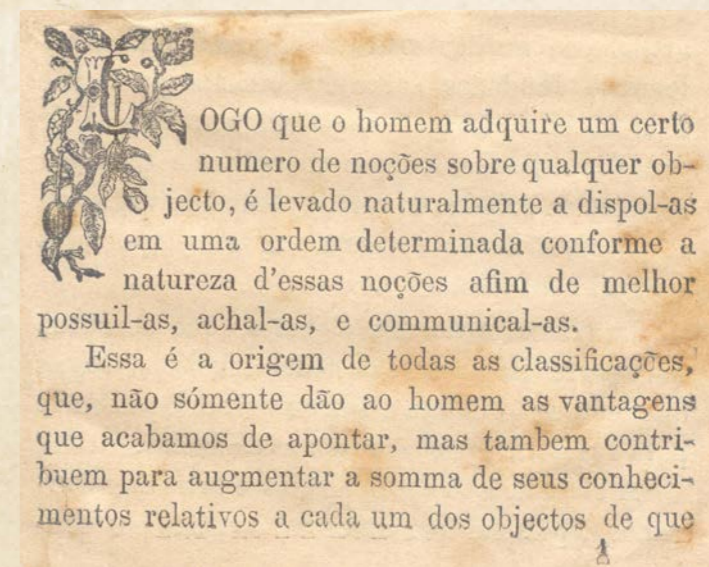 LOGO que o homem adquire um certo
numero de noções sobre qualquer ob-
jecto, é levado naturalmente a dispol-as
em uma ordem determinada conforme a
natureza d'essas noções afim de melhor
possuil-as, achal-as, e communical-as.
Essa é a origem de todas as classificações,
que, não sómente dão ao homem as vantagens
que acabamos de apontar, mas tambem contri-
buem para augmentar a somma de seus conheci-
mentos relativos a cada um dos objectos de que